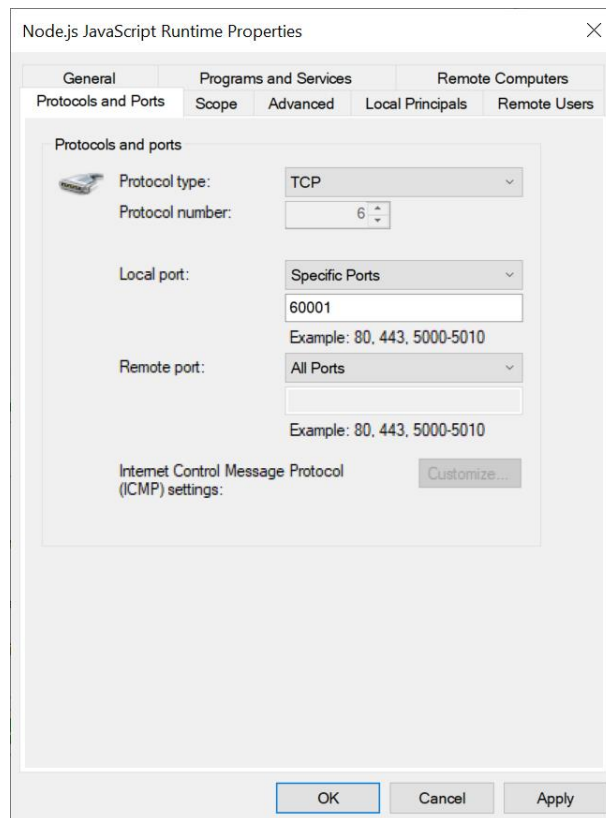 Node.js JavaScript Runtime Properties
General Programs and Services Remote Computers
Protocols and Ports Scope Advanced Local Principals Remote Users
Protocols and ports
Protocol type: TCP
Protocol number: 6
Local port: Specific Ports
60001
Example: 80, 443, 5000-5010
Remote port: All Ports
Example: 80, 443, 5000-5010
Internet Control Message Protocol Customize...
(ICMP) settings:
OK Cancel Apply